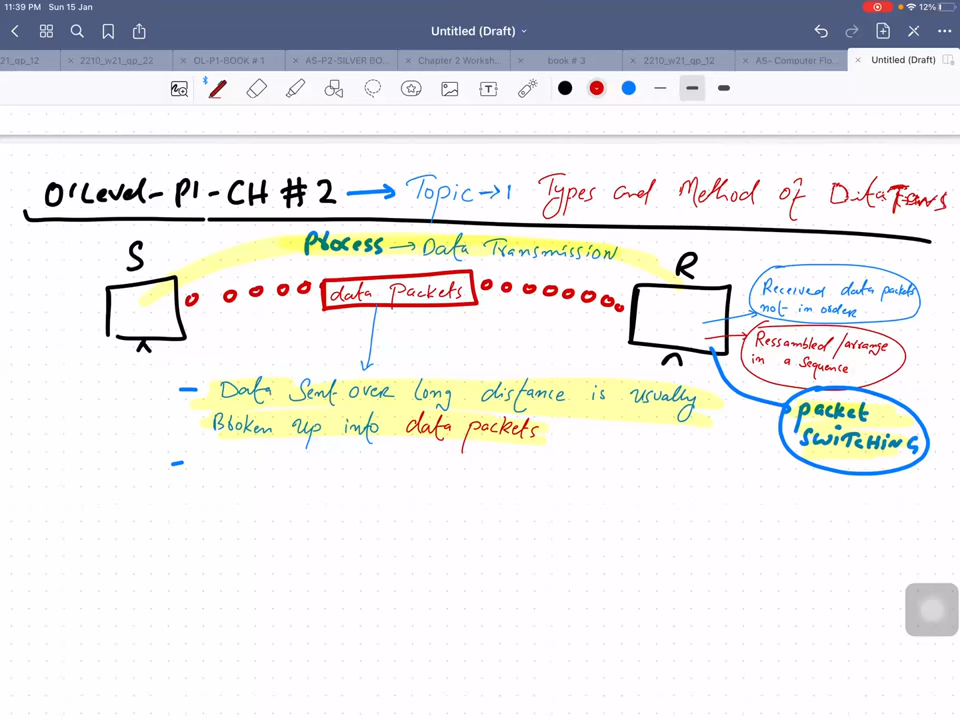 11:39 PM Sun 15 Jan
12%
Untitled (Draft)
21_qp_12
2210_w21_qp_22
OL-P1-BOOK # 1
AS-P2-SILVER BO...
Chapter 2 Worksh...
book # 3
2210_w21_qp_12
AS- Computer Flo...
Untitled (Draft)
O'Level-P1-CH #2 → Topic→1 Types and Method of Data Trans
S
Process → Data Transmission
R
data Packets
Received data packets
not in order
Ressambled /arrange
in a sequence
- Data Sent over long distance is usually
Broken up into data packets
packet
SWITCHING
-